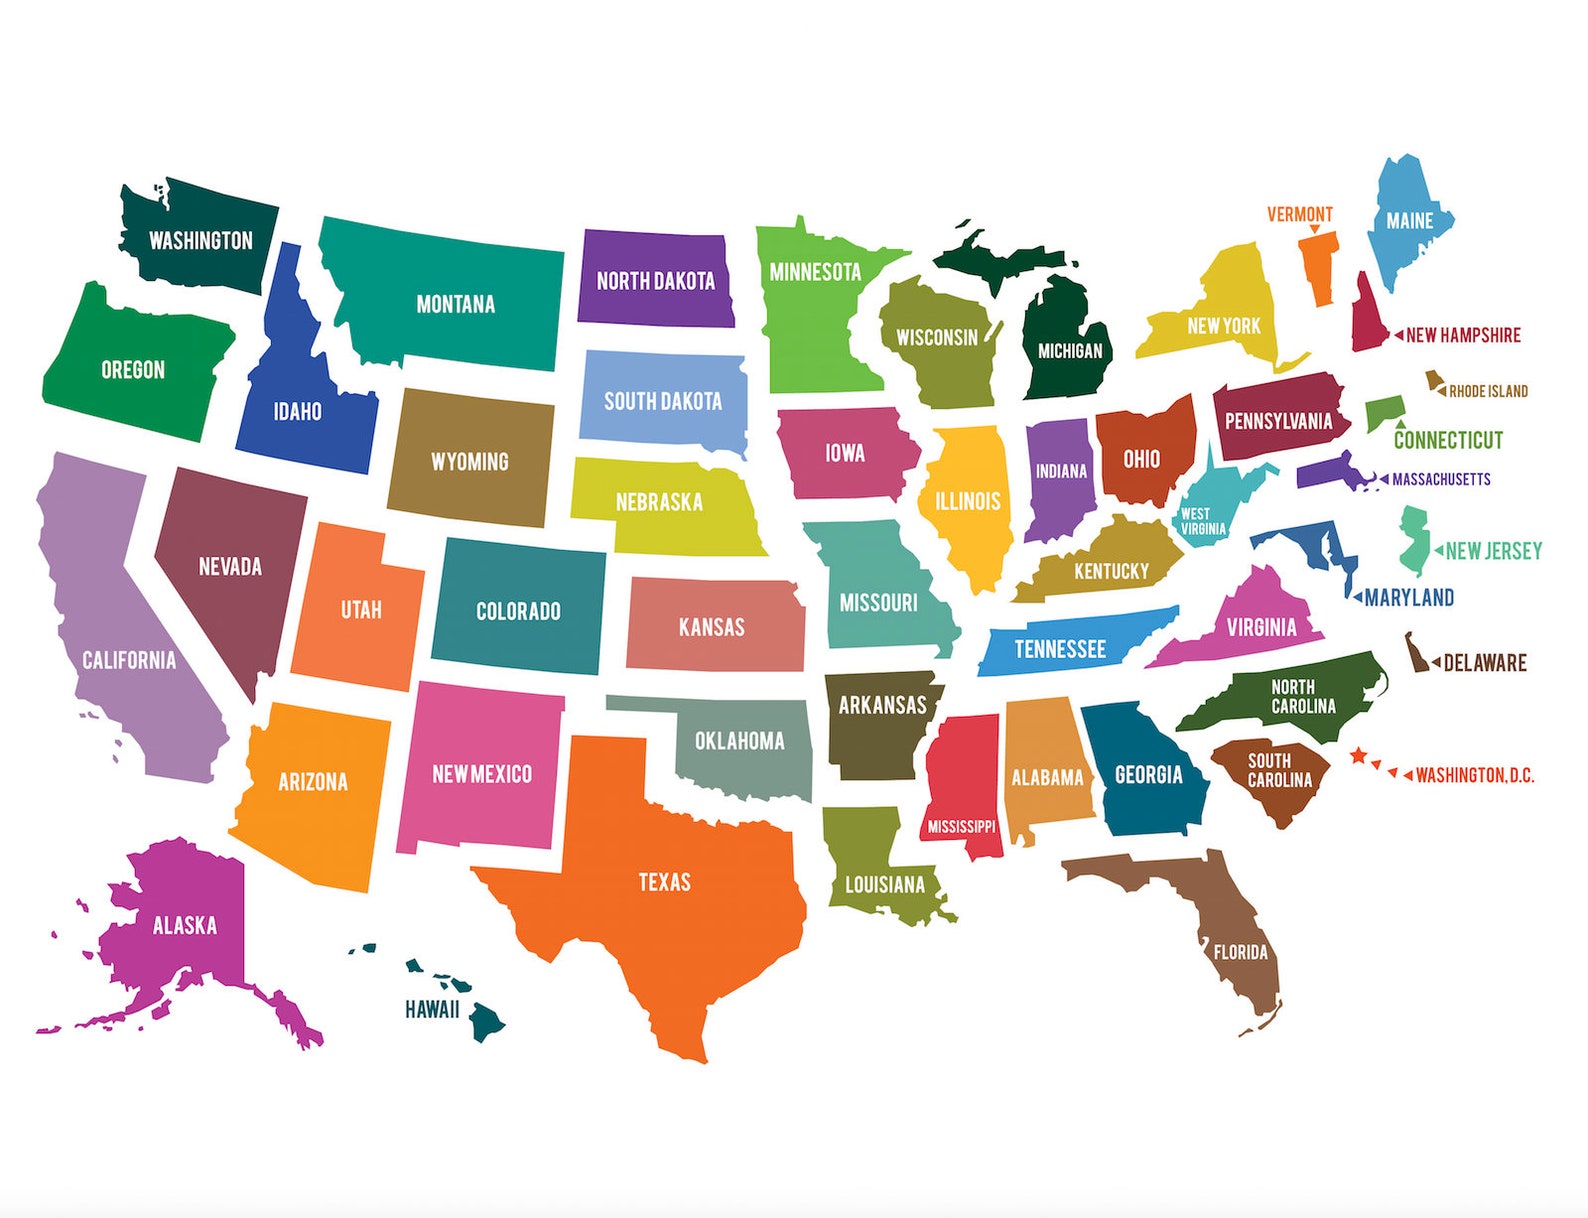 VERMONT
MAINE
WASHINGTON
MONTANA
NORTH DAKOTA
MINNESOTA
WISCONSIN
MICHIGAN
NEW YORK
NEW HAMPSHIRE
OREGON
IDAHO
WYOMING
SOUTH DAKOTA
IOWA
ILLINOIS
INDIANA
OHIO
PENNSYLVANIA
RHODE ISLAND
CONNECTICUT
MASSACHUSETTS
NEBRASKA
NEVADA
UTAH
COLORADO
KANSAS
MISSOURI
KENTUCKY
WEST
VIRGINIA
NEW JERSEY
MARYLAND
CALIFORNIA
TENNESSEE
VIRGINIA
DELAWARE
ARIZONA
NEW MEXICO
OKLAHOMA
ARKANSAS
MISSISSIPPI
ALABAMA
GEORGIA
NORTH
CAROLINA
SOUTH
CAROLINA
WASHINGTON, D.C.
ALASKA
HAWAII
TEXAS
LOUISIANA
FLORIDA